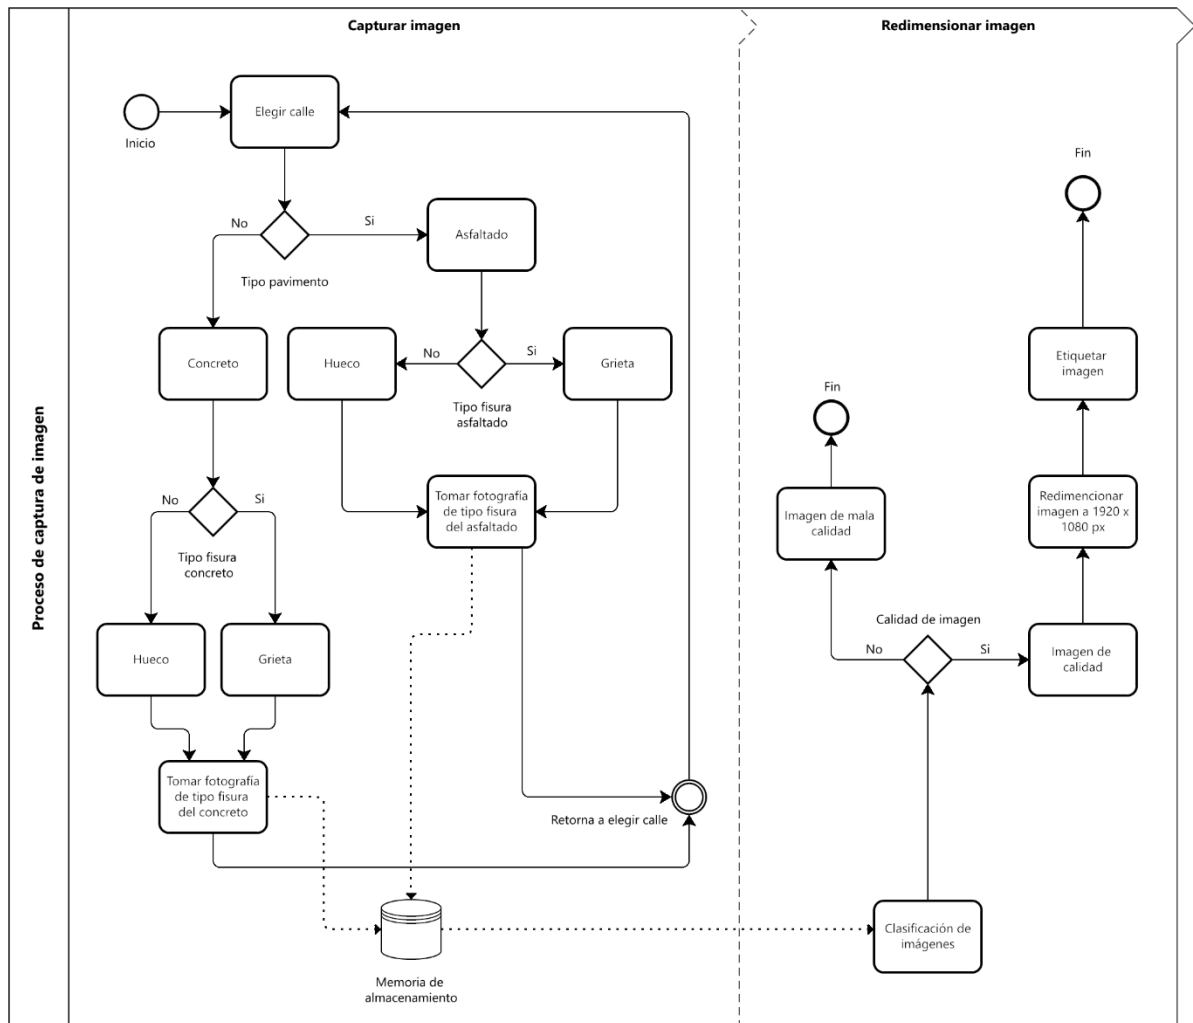 Capturar imagen
Redimensionar imagen
Proceso de captura de imagen
Inicio
Elegir calle
No
Si
Tipo pavimento
Asfaltado
Concreto
Hueco
No
Si
Grieta
Tipo fisura
asfaltado
No
Si
Tipo fisura
concreto
Tomar fotografía
de tipo fisura
del asfaltado
Hueco
Grieta
Tomar fotografía
de tipo fisura
del concreto
Retorna a elegir calle
Memoria de
almacenamiento
Fin
Etiquetar
imagen
Fin
Imagen de mala
calidad
Redimencionar
imagen a 1920 x
1080 px
Calidad de imagen
No
Si
Imagen de
calidad
Clasificación de
imágenes